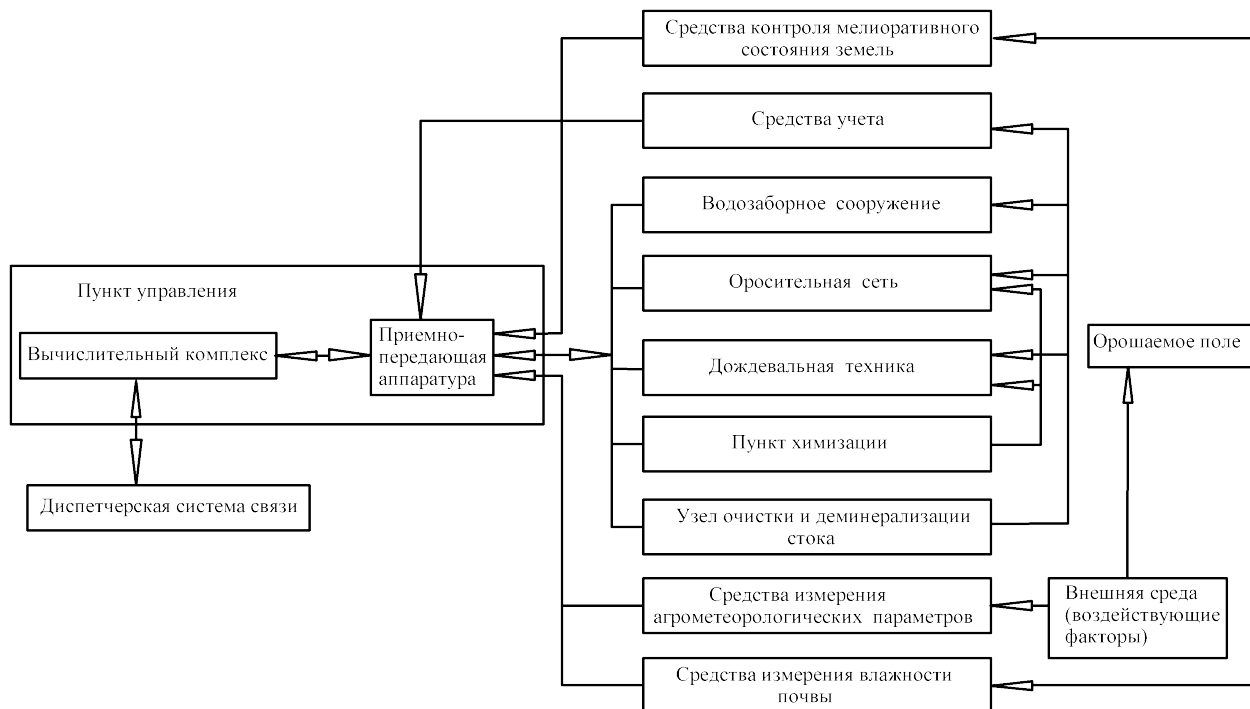 Средства контроля мелиоративного
состояния земель
Средства учета
Водозаборное сооружение
Оросительная сеть
Дождевальная техника
Пункт химизации
Узел очистки и деминерализации
стока
Средства измерения
агрометеорологических параметров
Средства измерения влажности
почвы
Пункт управления
Вычислительный комплекс
Приемно-
передающая
аппаратура
Диспетчерская система связи
Орошаемое поле
Внешняя среда
(воздействующие
факторы)